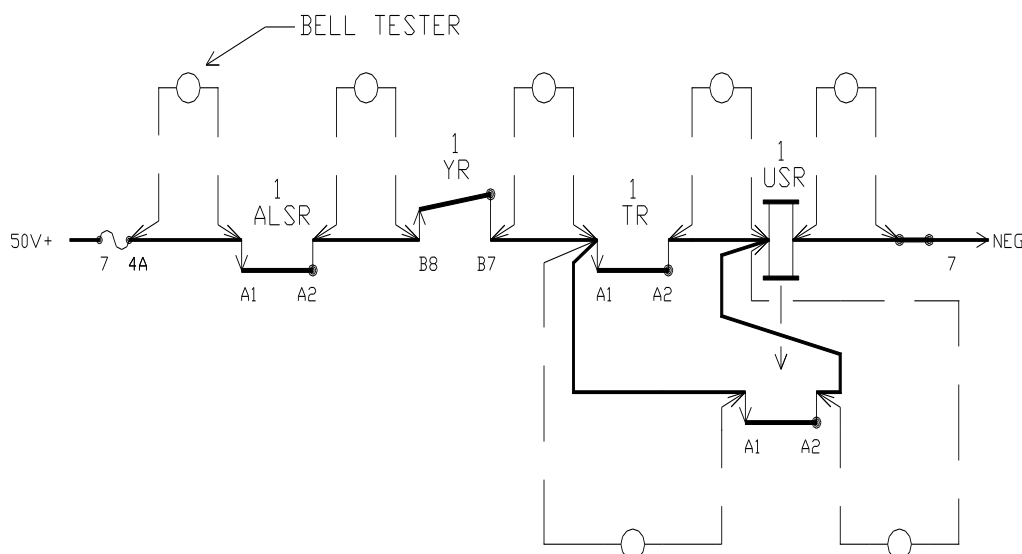 BELL TESTER
1
YR
1
ALSR
1
TR
1
USR
50V+
7
4A
A1
A2
B8
B7
A1
A2
7
NEG
A1
A2